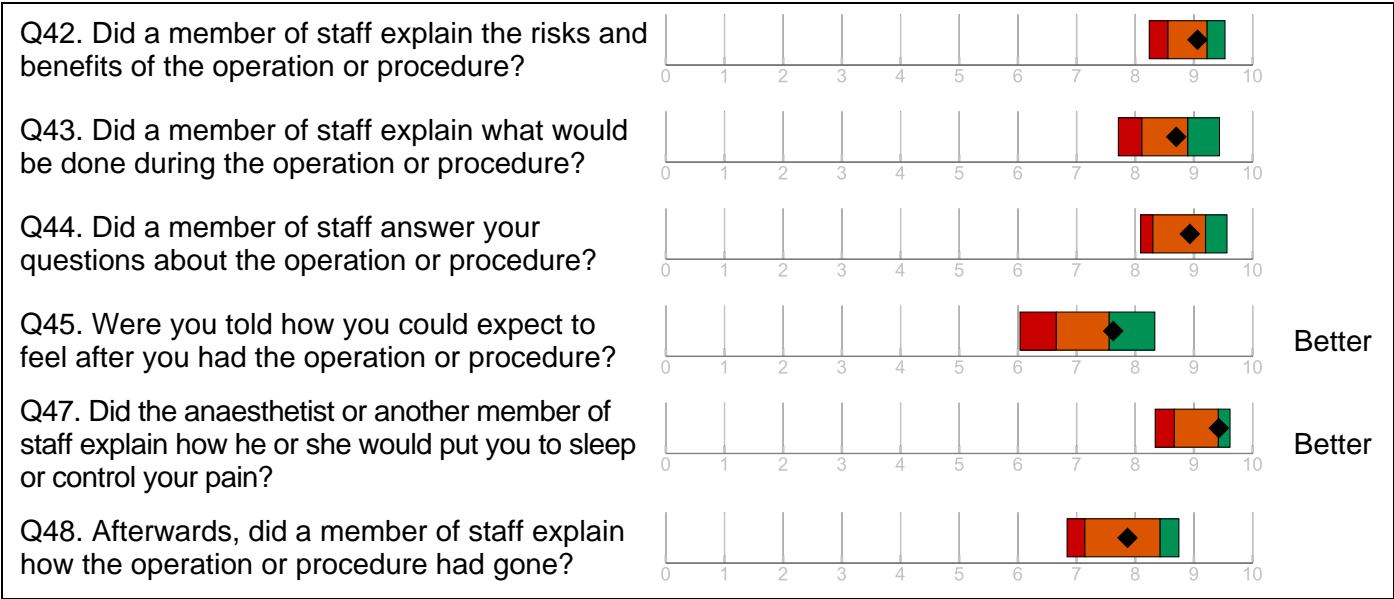 Q42. Did a member of staff explain the risks and
benefits of the operation or procedure?
0 1 2 3 4 5 6 7 8 9 10
Q43. Did a member of staff explain what would
be done during the operation or procedure?
0 1 2 3 4 5 6 7 8 9 10
Q44. Did a member of staff answer your
questions about the operation or procedure?
0 1 2 3 4 5 6 7 8 9 10
Q45. Were you told how you could expect to
feel after you had the operation or procedure?
Better
0 1 2 3 4 5 6 7 8 9 10
Q47. Did the anaesthetist or another member of
staff explain how he or she would put you to sleep
Better
or control your pain?
0 1 2 3 4 5 6 7 8 9 10
Q48. Afterwards, did a member of staff explain
how the operation or procedure had gone?
0 1 2 3 4 5 6 7 8 9 10